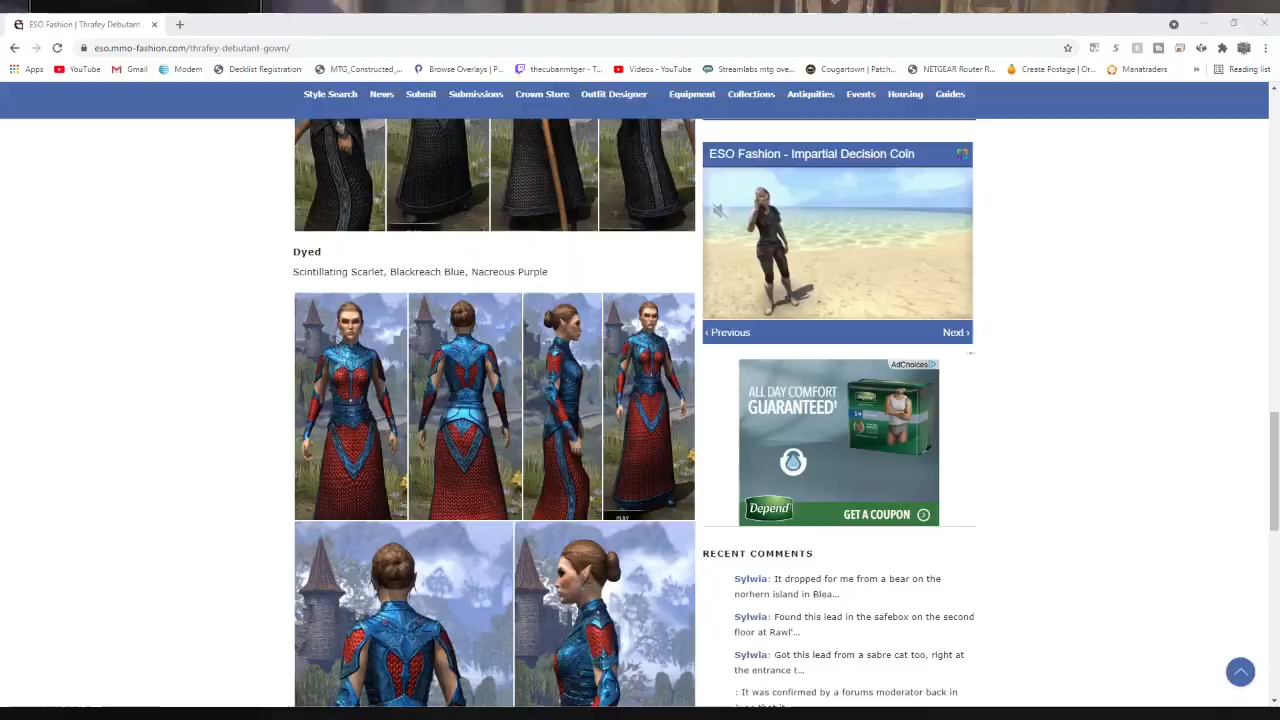 ESO Fashion | Thrafey Debutant
eso.mmo-fashion.com/thrafey-debutant-gown/
Apps YouTube Gmail Modem Decklist Registration MTG_Constructed_... Browse Overlays | P... thecubanmtger - T... Videos - YouTube Streamlabs mtg ove... Cougartown | Patch... NETGEAR Router R... Create Postage | Or... Manatraders » Reading list
Style Search News Submit Submissions Crown Store Outfit Designer Equipment Collections Antiquities Events Housing Guides
ESO Fashion - Impartial Decision Coin
Dyed
Scintillating Scarlet, Blackreach Blue, Nacreous Purple
‹ Previous Next ›
AdChoices
ALL DAY COMFORT
GUARANTEED†
Depend
Depend
GET A COUPON
PLAY
RECENT COMMENTS
Sylwia: It dropped for me from a bear on the
norhern island in Blea...
Sylwia: Found this lead in the safebox on the second
floor at Rawl'...
Sylwia: Got this lead from a sabre cat too, right at
the entrance t...
: It was confirmed by a forums moderator back in